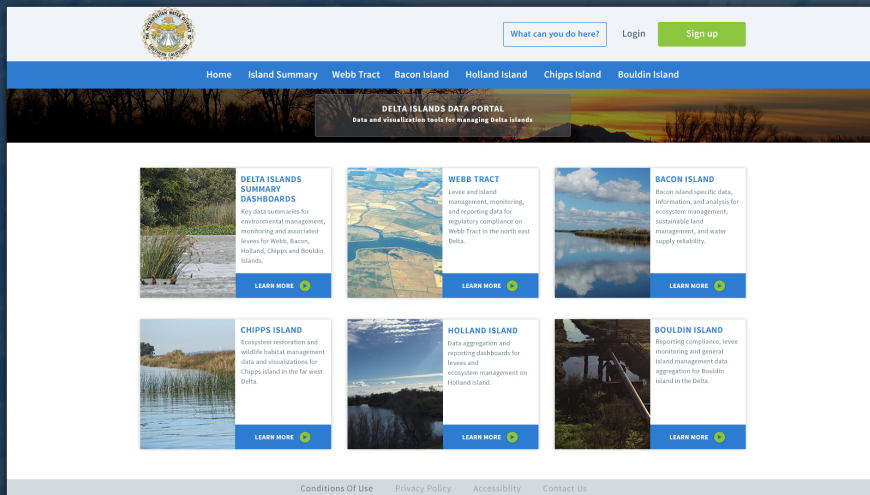 THE METROPOLITAN WATER DISTRICT OF SOUTHERN CALIFORNIA
What can you do here?
Login
Sign up
Home
Island Summary
Webb Tract
Bacon Island
Holland Island
Chipps Island
Bouldin Island
DELTA ISLANDS DATA PORTAL
Data and visualization tools for managing Delta islands
DELTA ISLANDS
SUMMARY
DASHBOARDS
Key data summaries for
environmental management,
monitoring and associated
levees for Webb, Bacon,
Holland, Chipps and Bouldin
Islands.
LEARN MORE
WEBB TRACT
Levee and island
management, monitoring,
and reporting data for
regulatory compliance on
Webb Tract in the north east
Delta.
LEARN MORE
BACON ISLAND
Bacon island specific data,
information, and analysis for
ecosystem management,
sustainable land
management, and water
supply reliability.
LEARN MORE
CHIPPS ISLAND
Ecosystem restoration and
wildlife habitat management
data and visualizations for
Chipps island in the far west
Delta.
LEARN MORE
HOLLAND ISLAND
Data aggregation and
reporting dashboards for
levees and
ecosystem management on
Holland island.
LEARN MORE
BOULDIN ISLAND
Reporting compliance, levee
monitoring and general
island management data
aggregation for Bouldin
island in the Delta.
LEARN MORE
Conditions Of Use
Privacy Policy
Accessiblity
Contact Us